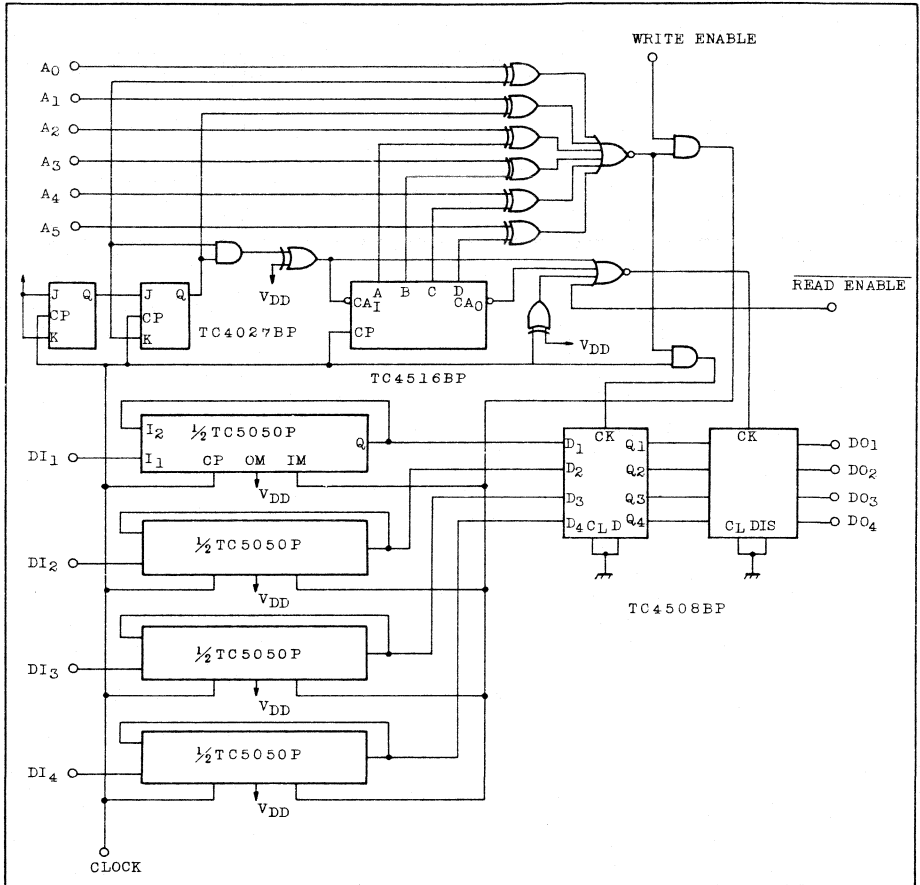 WRITE ENABLE
A0
A1
A2
A3
A4
A5
VDD
A B C D
CAI CAO
CP
READ ENABLE
J Q
CP
K
J Q
CP
K
TC4027BP
VDD
TC4516BP
I2 ½TC5050P Q
I1 CP OM IM
DI1
VDD
CK
D1 Q1
D2 Q2
D3 Q3
D4 Q4
CL D
CK
CL DIS
DO1
DO2
DO3
DO4
½TC5050P
DI2
VDD
TC4508BP
½TC5050P
DI3
VDD
½TC5050P
DI4
VDD
CLOCK